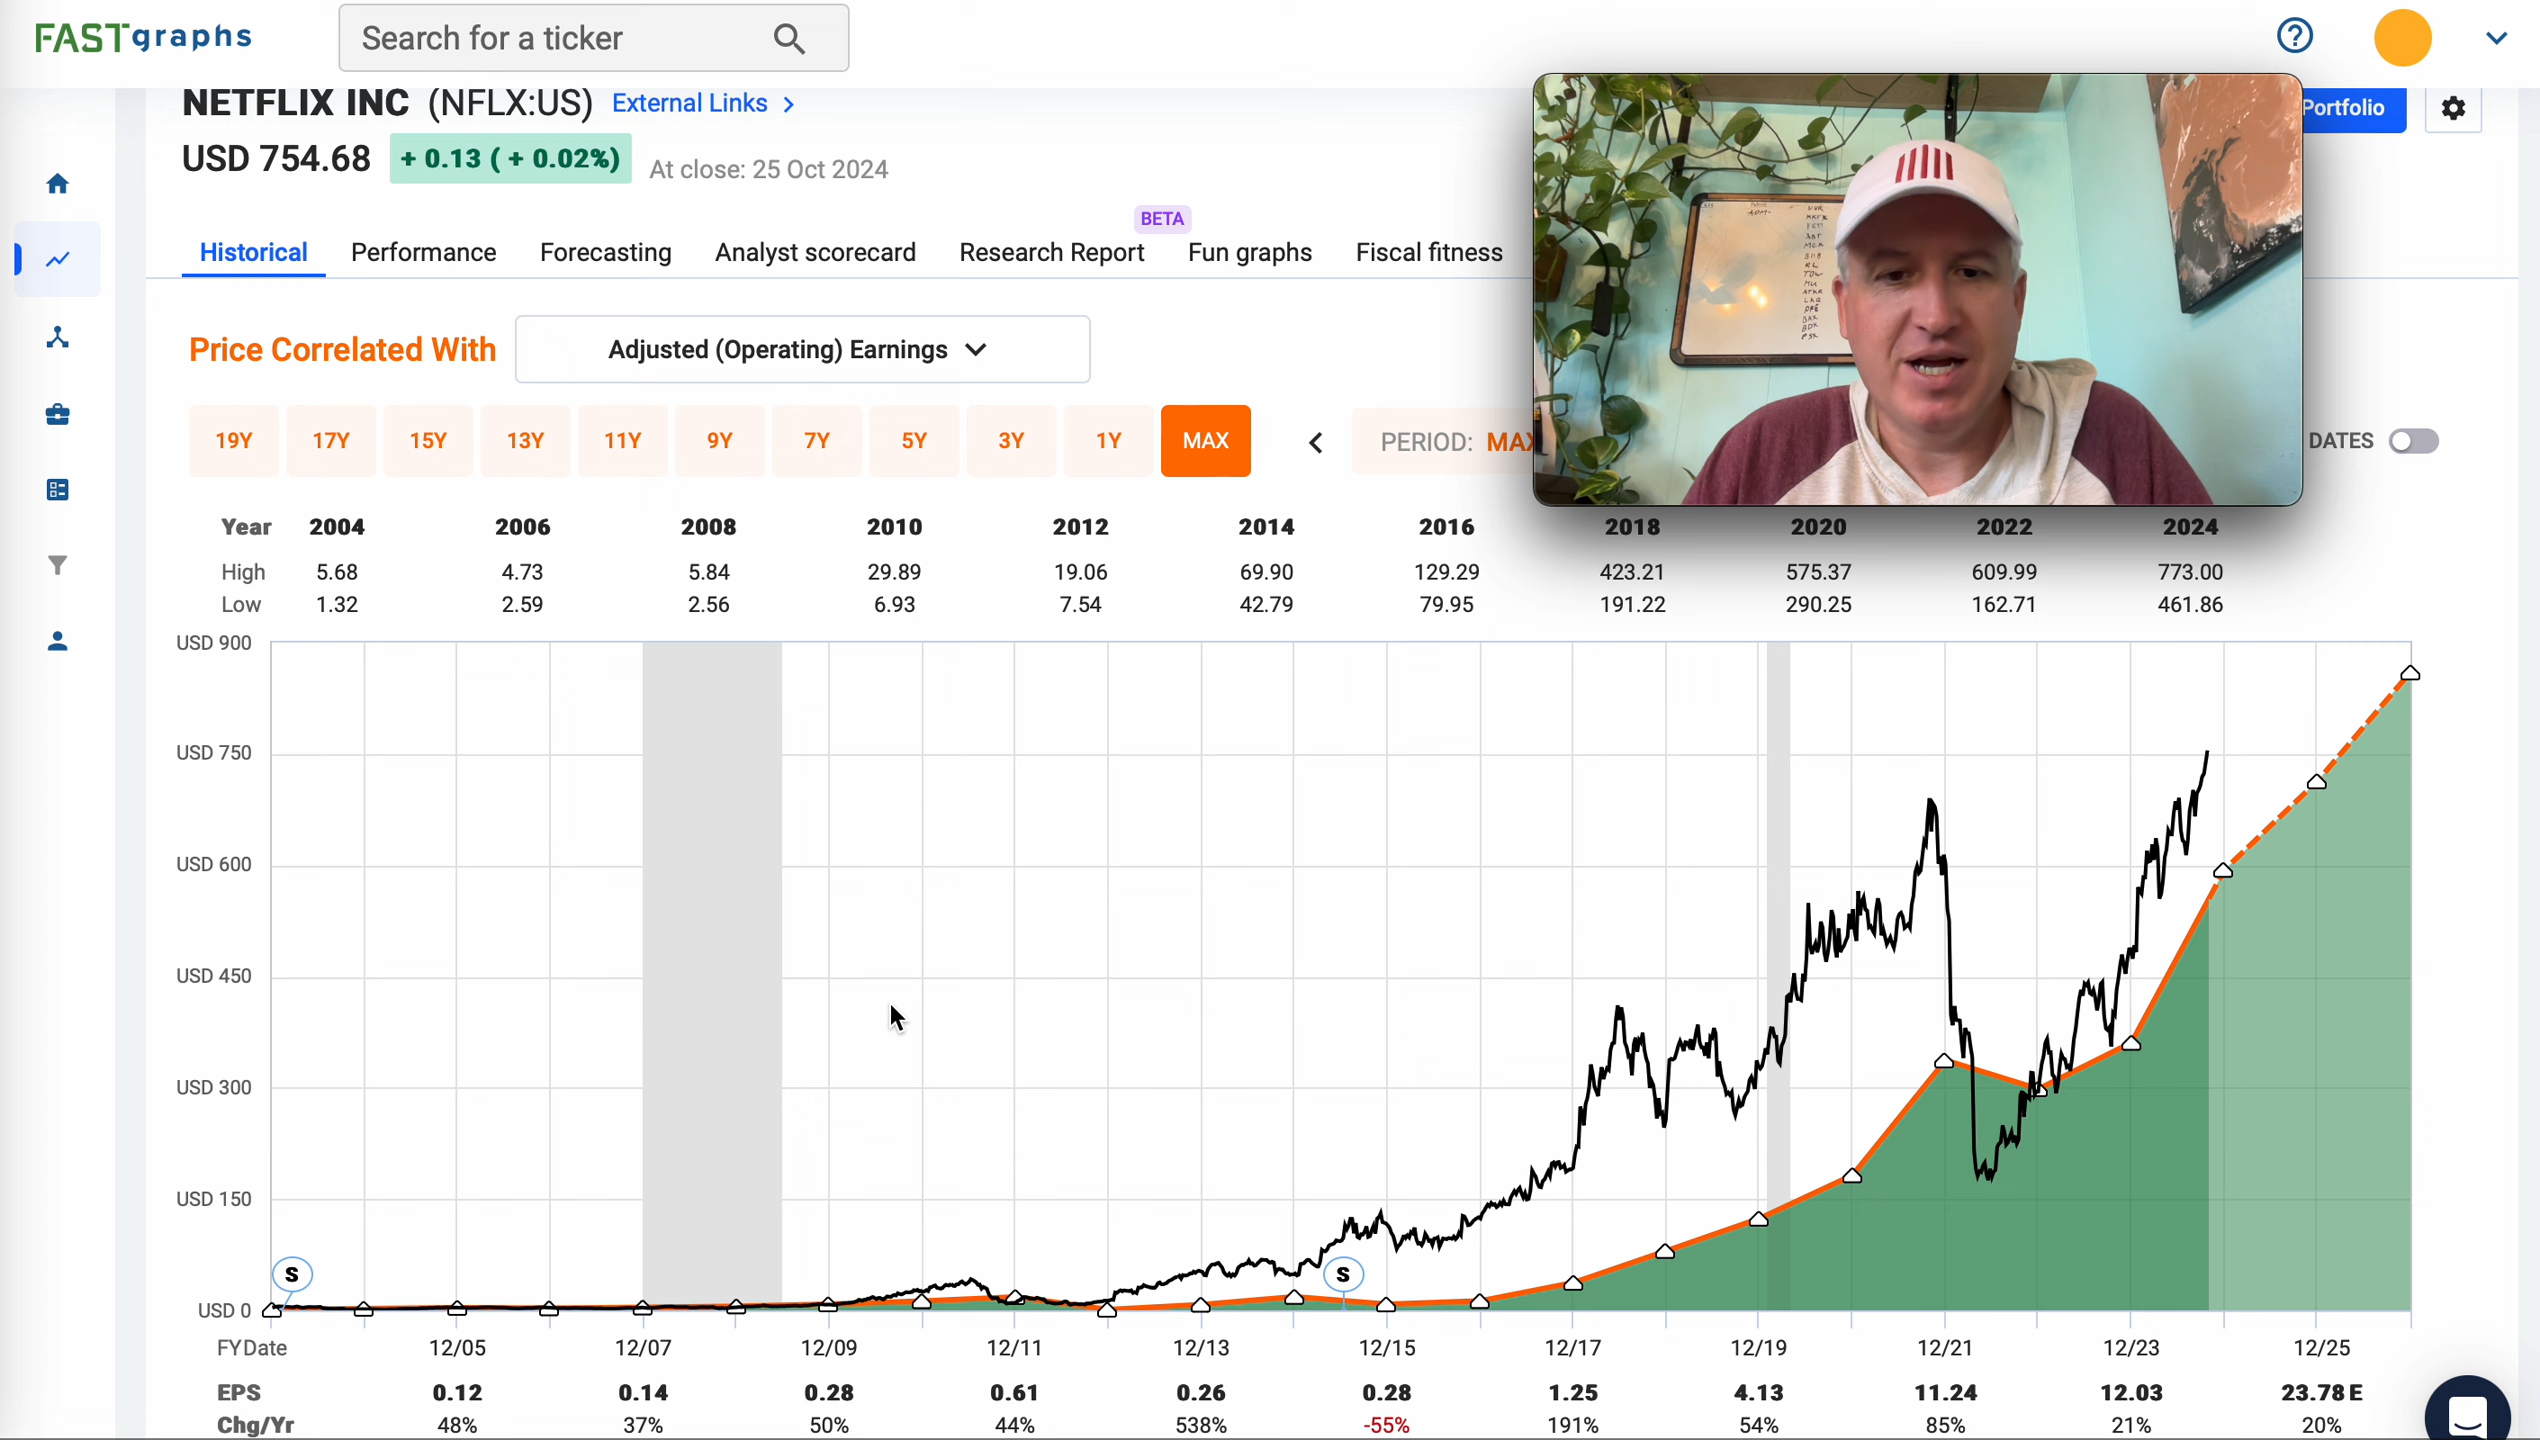 FASTgraphs
Search for a ticker
NETFLIX INC (NFLX:US) External Links >
Portfolio
USD 754.68 + 0.13 ( + 0.02%) At close: 25 Oct 2024
BETA
Historical Performance Forecasting Analyst scorecard Research Report Fun graphs Fiscal fitness
Price Correlated With Adjusted (Operating) Earnings
19Y 17Y 15Y 13Y 11Y 9Y 7Y 5Y 3Y 1Y MAX PERIOD: MAX DATES
Year 2004 2006 2008 2010 2012 2014 2016 2018 2020 2022 2024
High 5.68 4.73 5.84 29.89 19.06 69.90 129.29 423.21 575.37 609.99 773.00
Low 1.32 2.59 2.56 6.93 7.54 42.79 79.95 191.22 290.25 162.71 461.86
USD 900
USD 750
USD 600
USD 450
USD 300
USD 150
S S
USD 0
FYDate 12/05 12/07 12/09 12/11 12/13 12/15 12/17 12/19 12/21 12/23 12/25
EPS 0.12 0.14 0.28 0.61 0.26 0.28 1.25 4.13 11.24 12.03 23.78 E
Chg/Yr 48% 37% 50% 44% 538% -55% 191% 54% 85% 21% 20%